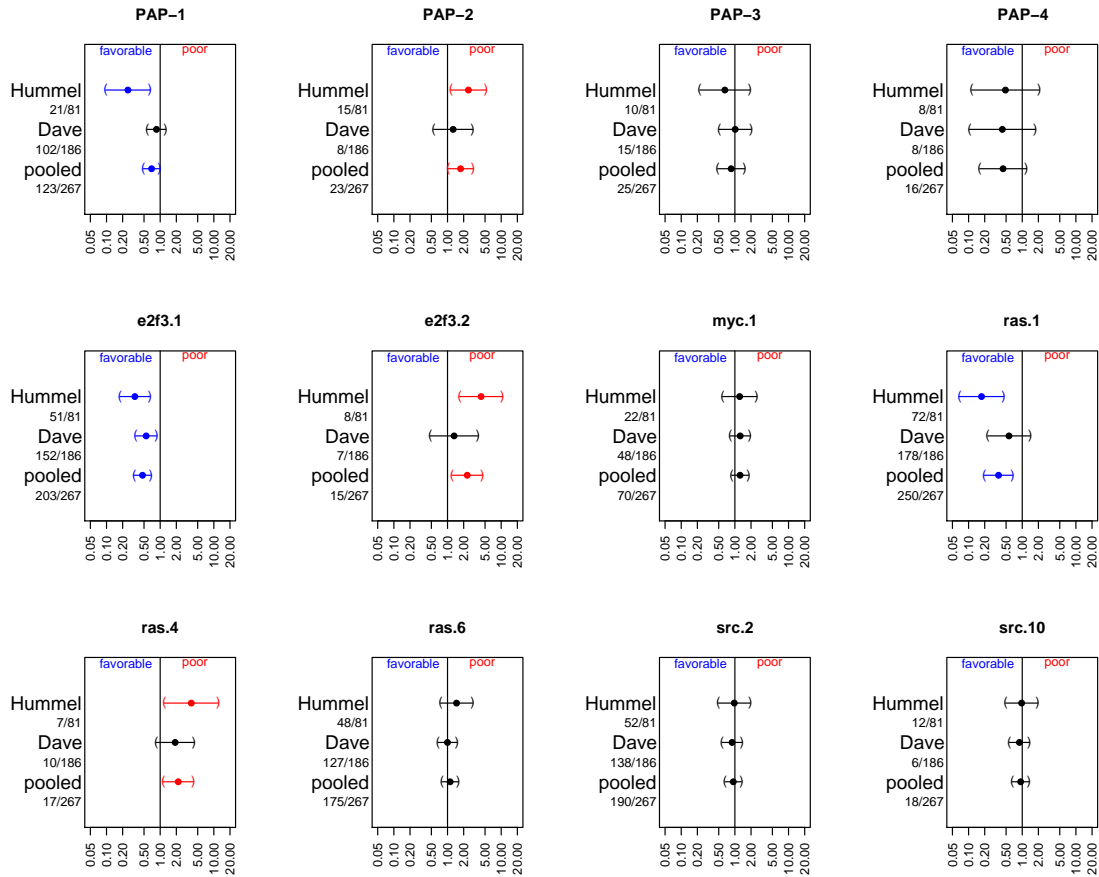 PAP−1
favorable poor
Hummel
21/81
Dave
102/186
pooled
123/267
0.05 0.10 0.20 0.50 1.00 2.00 5.00 10.00 20.00
PAP−2
favorable poor
Hummel
15/81
Dave
8/186
pooled
23/267
0.05 0.10 0.20 0.50 1.00 2.00 5.00 10.00 20.00
PAP−3
favorable poor
Hummel
10/81
Dave
15/186
pooled
25/267
0.05 0.10 0.20 0.50 1.00 2.00 5.00 10.00 20.00
PAP−4
favorable poor
Hummel
8/81
Dave
8/186
pooled
16/267
0.05 0.10 0.20 0.50 1.00 2.00 5.00 10.00 20.00
e2f3.1
favorable poor
Hummel
51/81
Dave
152/186
pooled
203/267
0.05 0.10 0.20 0.50 1.00 2.00 5.00 10.00 20.00
e2f3.2
favorable poor
Hummel
8/81
Dave
7/186
pooled
15/267
0.05 0.10 0.20 0.50 1.00 2.00 5.00 10.00 20.00
myc.1
favorable poor
Hummel
22/81
Dave
48/186
pooled
70/267
0.05 0.10 0.20 0.50 1.00 2.00 5.00 10.00 20.00
ras.1
favorable poor
Hummel
72/81
Dave
178/186
pooled
250/267
0.05 0.10 0.20 0.50 1.00 2.00 5.00 10.00 20.00
ras.4
favorable poor
Hummel
7/81
Dave
10/186
pooled
17/267
0.05 0.10 0.20 0.50 1.00 2.00 5.00 10.00 20.00
ras.6
favorable poor
Hummel
48/81
Dave
127/186
pooled
175/267
0.05 0.10 0.20 0.50 1.00 2.00 5.00 10.00 20.00
src.2
favorable poor
Hummel
52/81
Dave
138/186
pooled
190/267
0.05 0.10 0.20 0.50 1.00 2.00 5.00 10.00 20.00
src.10
favorable poor
Hummel
12/81
Dave
6/186
pooled
18/267
0.05 0.10 0.20 0.50 1.00 2.00 5.00 10.00 20.00